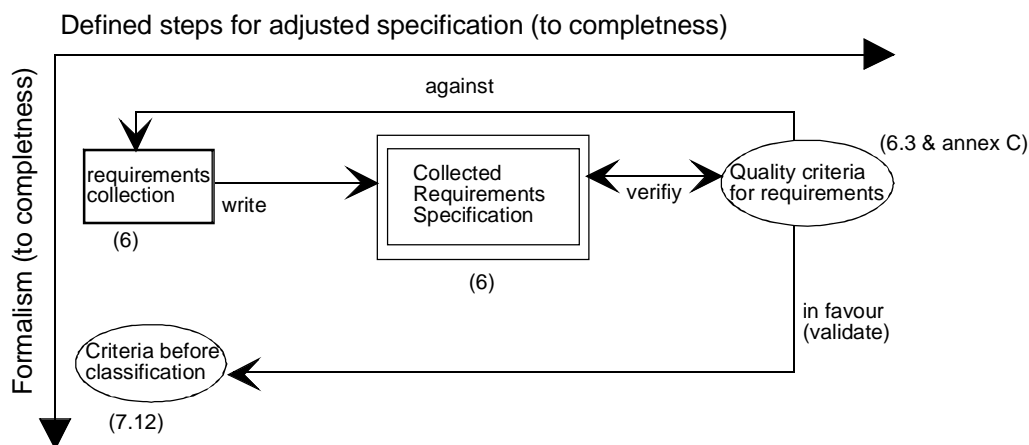 Defined steps for adjusted specification (to completness)
Formalism (to completness)
against
(6.3 & annex C)
requirements
collection
write
(6)
Collected
Requirements
Specification
(6)
verifiy
Quality criteria
for requirements
in favour
(validate)
Criteria before
classification
(7.12)